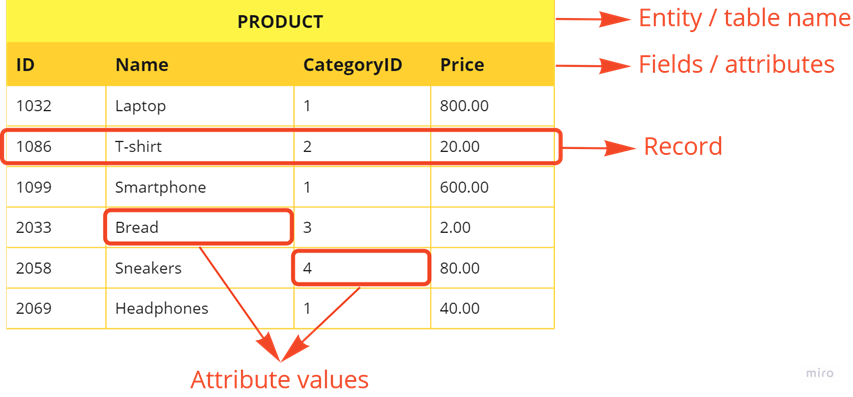 PRODUCT
Entity / table name
ID Name CategoryID Price
Fields / attributes
1032 Laptop 1 800.00
1086 T-shirt 2 20.00
Record
1099 Smartphone 1 600.00
2033 Bread 3 2.00
2058 Sneakers 4 80.00
2069 Headphones 1 40.00
Attribute values
miro